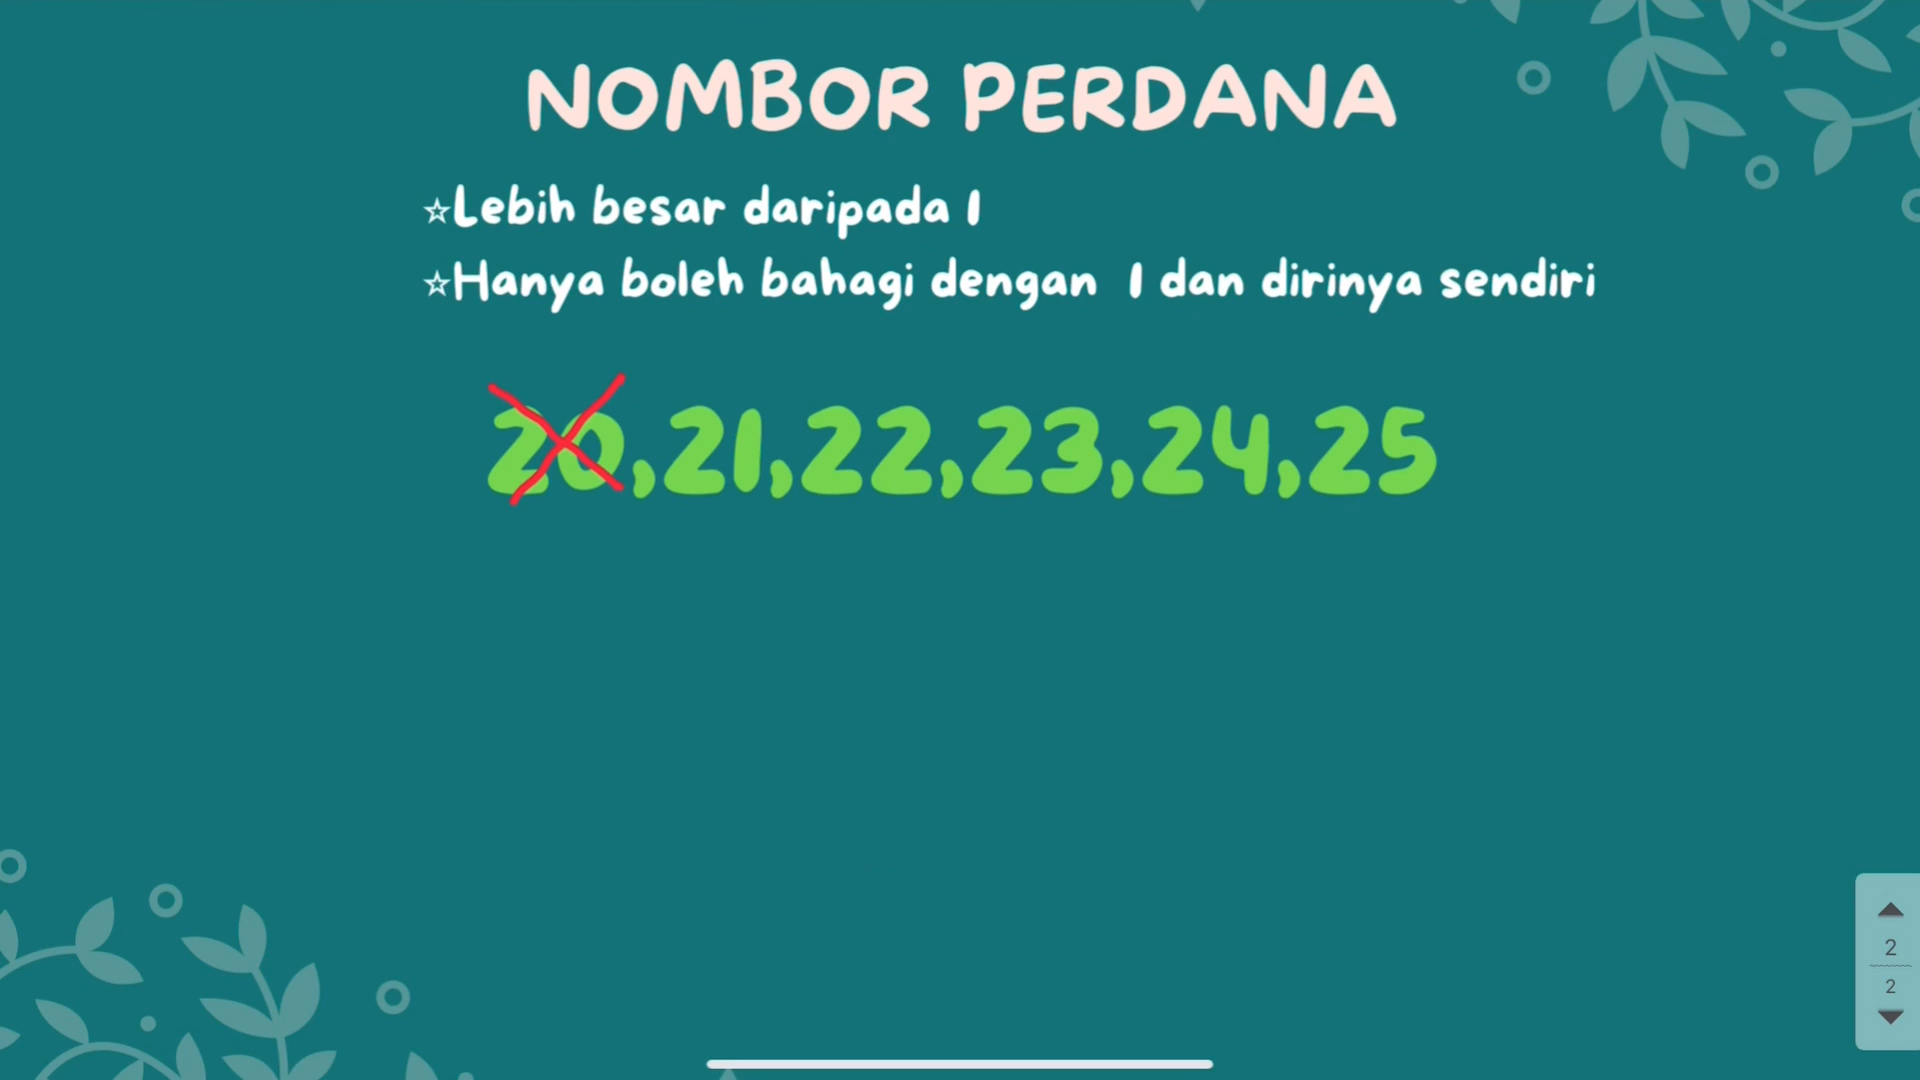 NOMBOR PERDANA
☆Lebih besar daripada 1
☆Hanya boleh bahagi dengan 1 dan dirinya sendiri
20,21,22,23,24,25
2
2